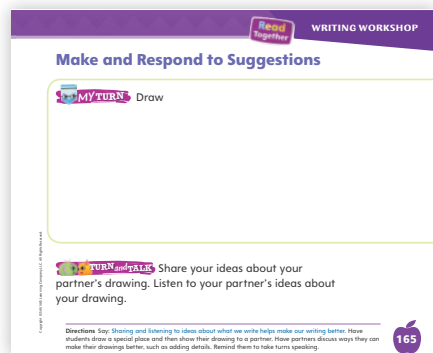 Read
Together
WRITING WORKSHOP
Make and Respond to Suggestions
MY TURN Draw
TURN and TALK Share your ideas about your
partner's drawing. Listen to your partner's ideas about
your drawing.
Directions Say: Sharing and listening to ideas about what we write helps make our writing better. Have
students draw a special place and then show their drawing to a partner. Have partners discuss ways they can
make their drawings better, such as adding details. Remind them to take turns speaking.
165